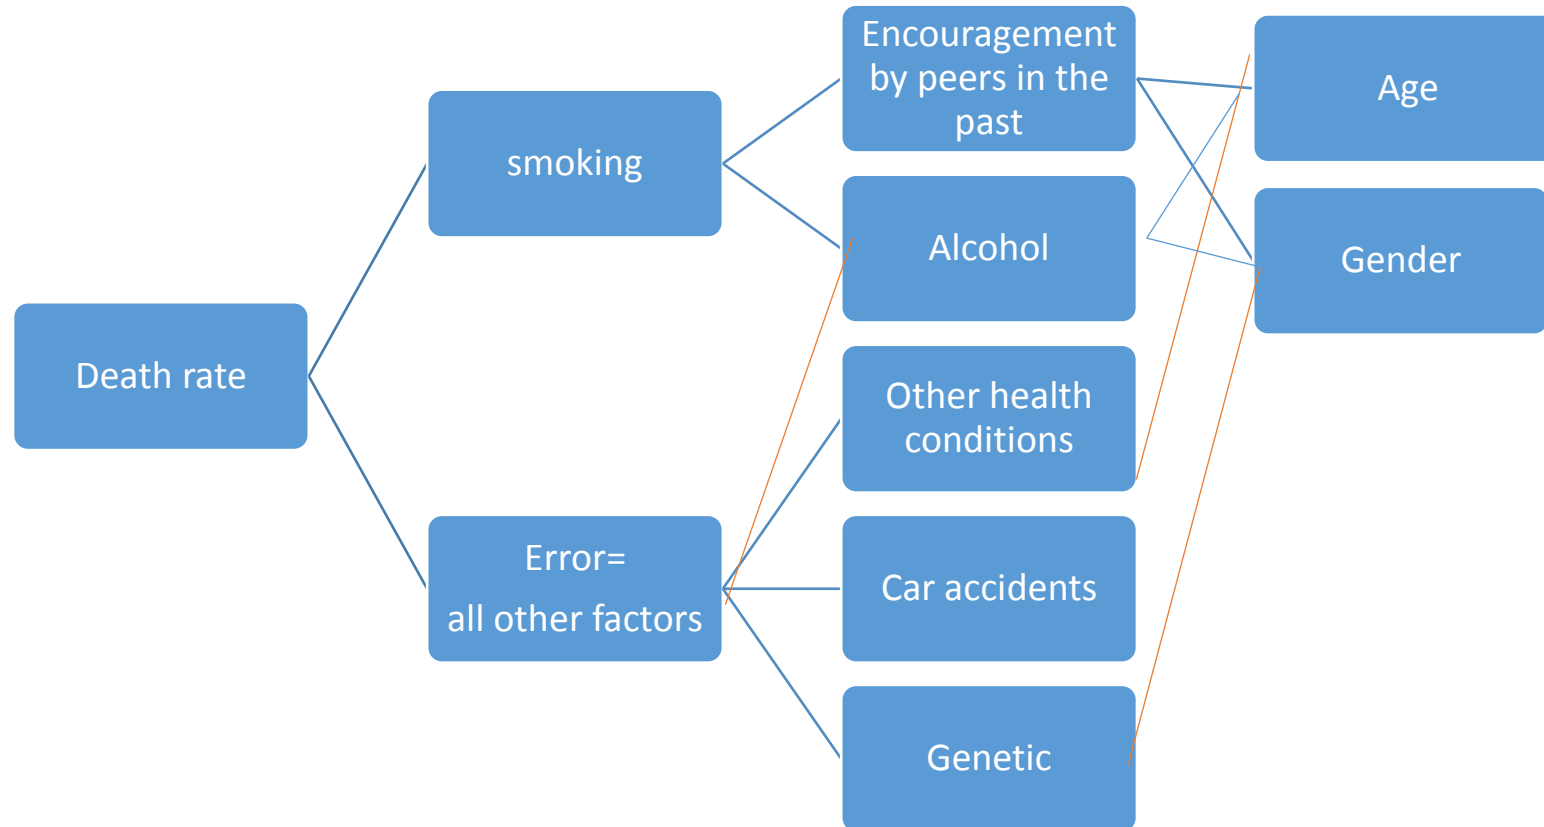 Death rate
smoking
Error=
all other factors
Encouragement
by peers in the
past
Alcohol
Other health
conditions
Car accidents
Genetic
Age
Gender